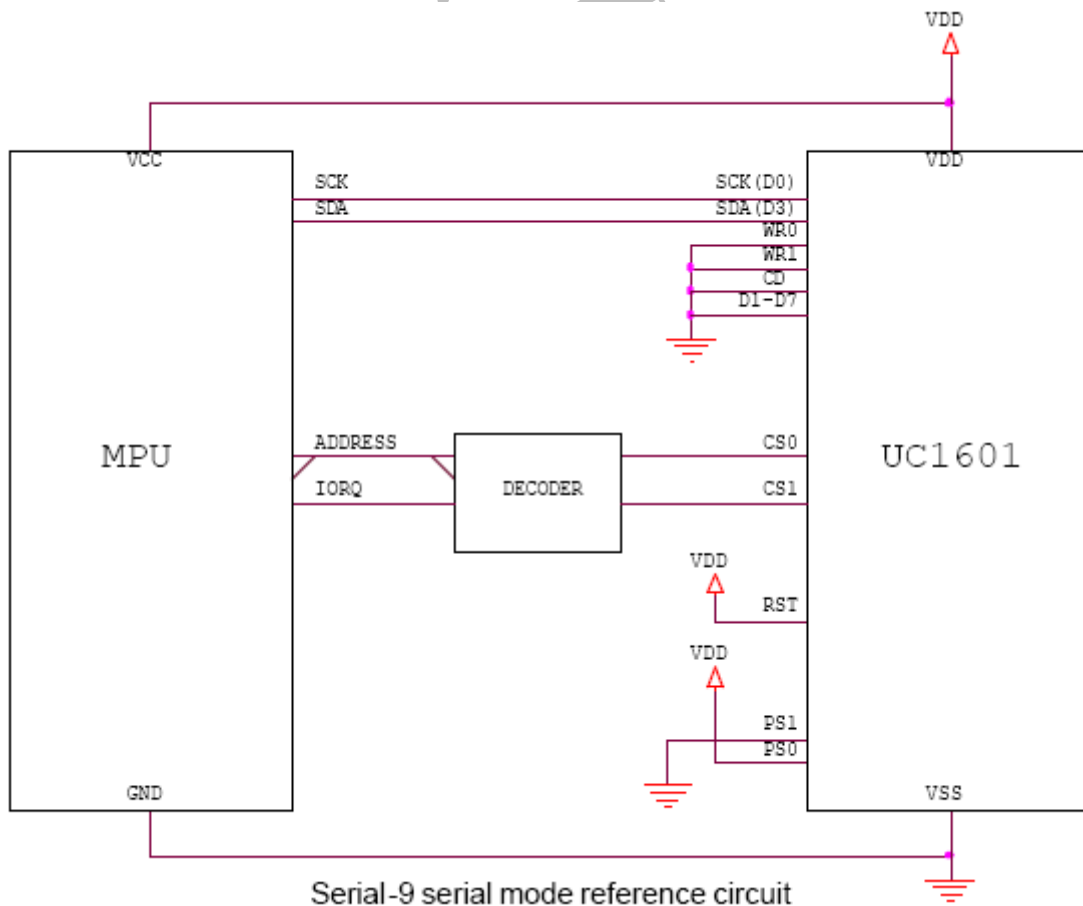 VDD
VCC
VDD
SCK
SCK(D0)
SDA
SDA(D3)
WR0
WR1
CD
D1-D7
MPU
ADDRESS
CS0
UC1601
IORQ
DECODER
CS1
VDD
RST
VDD
PS1
PS0
GND
VSS
Serial-9 serial mode reference circuit